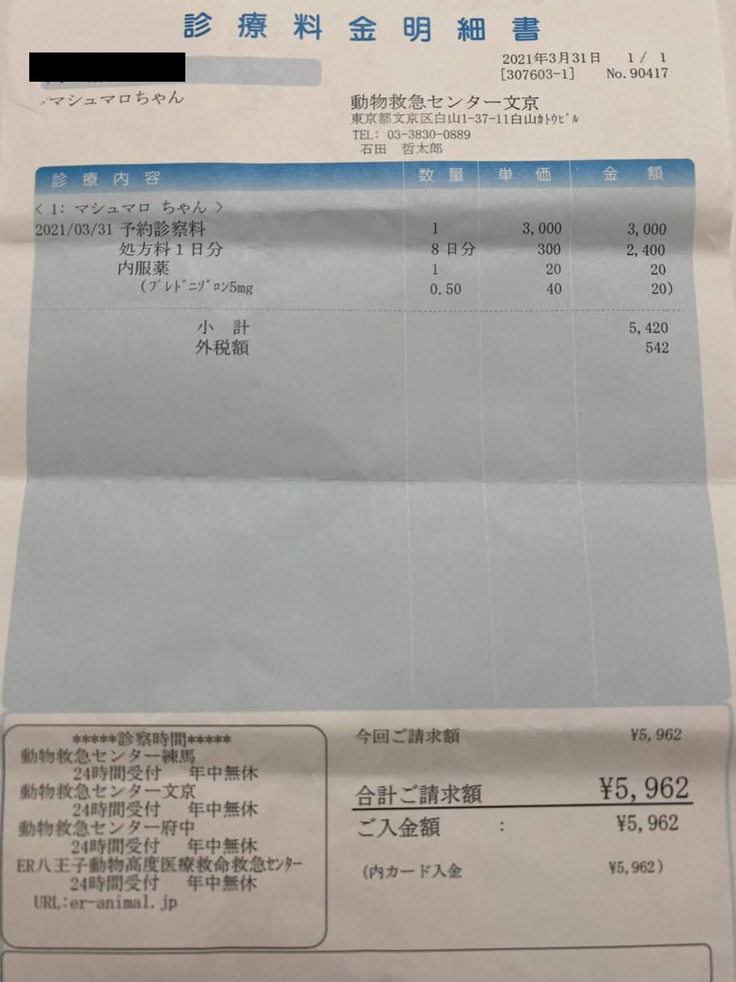 診療料金明細書
2021年3月31日 1/ 1
[307603-1] No.90417
マシュマロちゃん
動物救急センター文京
東京都文京区白山1-37-11白山ｶﾄｳﾋﾞﾙ
TEL: 03-3830-0889
石田 哲太郎
診療内容 数量 単価 金額
< 1: マシュマロ ちゃん >
2021/03/31 予約診察料 1 3,000 3,000
処方料１日分 8 日分 300 2,400
内服薬 1 20 20
(ﾌﾟﾚﾄﾞﾆｿﾞﾛﾝ5mg 0.50 40 20)
小 計 5,420
外税額 542
*****診察時間*****
動物救急センター練馬
24時間受付 年中無休
動物救急センター文京
24時間受付 年中無休
動物救急センター府中
24時間受付 年中無休
ER八王子動物高度医療救命救急ｾﾝﾀｰ
24時間受付 年中無休
URL:er-animal.jp
今回ご請求額 ¥5,962
合計ご請求額 ¥5,962
ご入金額 : ¥5,962
(内カード入金 ¥5,962)